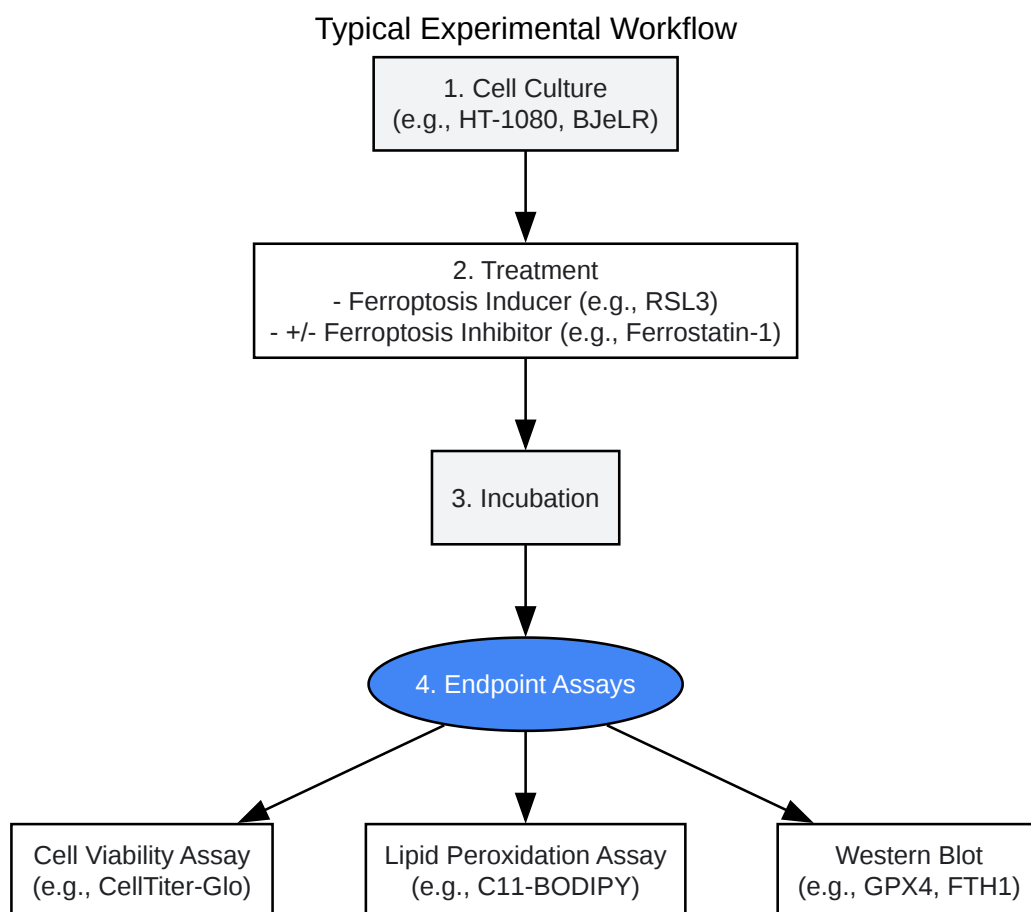 Typical Experimental Workflow
1. Cell Culture
(e.g., HT-1080, BJeLR)
2. Treatment
- Ferroptosis Inducer (e.g., RSL3)
- +/- Ferroptosis Inhibitor (e.g., Ferrostatin-1)
3. Incubation
4. Endpoint Assays
Cell Viability Assay
(e.g., CellTiter-Glo)
Lipid Peroxidation Assay
(e.g., C11-BODIPY)
Western Blot
(e.g., GPX4, FTH1)